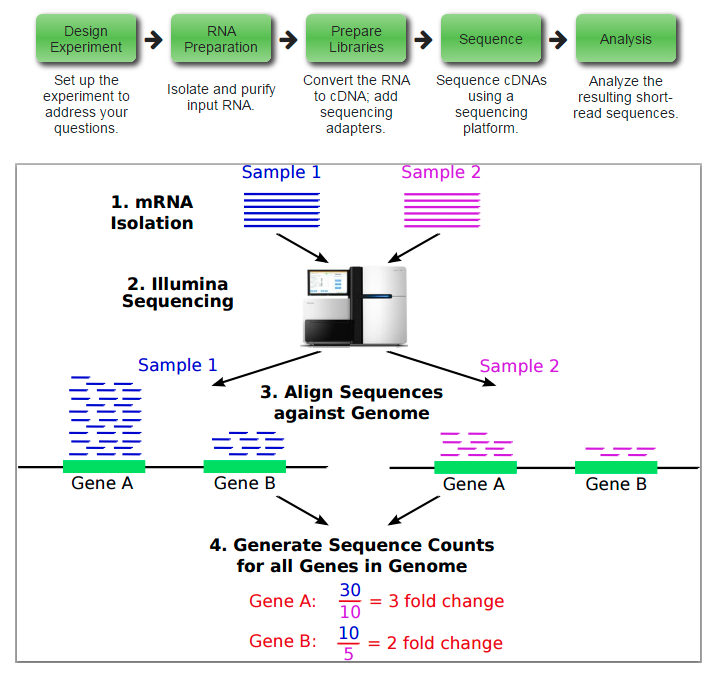 Design
Experiment
RNA
Preparation
Prepare
Libraries
Sequence
Analysis
Set up the
experiment to
address your
questions.
Isolate and purify
input RNA.
Convert the RNA
to cDNA; add
sequencing
adapters.
Sequence cDNAs
using a
sequencing
platform.
Analyze the
resulting short-
read sequences.
Sample 1
Sample 2
1. mRNA
Isolation
2. Illumina
Sequencing
Sample 1
Sample 2
3. Align Sequences
against Genome
Gene A
Gene B
Gene A
Gene B
4. Generate Sequence Counts
for all Genes in Genome
Gene A: 30/10 = 3 fold change
Gene B: 10/5 = 2 fold change